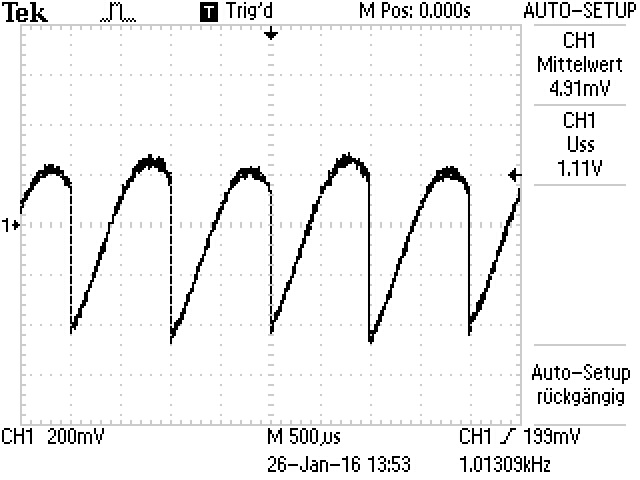 Tek T Trig'd M Pos: 0.000s AUTO-SETUP
CH1
Mittelwert
4.91mV
CH1
Uss
1.11V
1
Auto-Setup
rückgängig
CH1 200mV M 500µs CH1 199mV
26-Jan-16 13:53 1.01309kHz